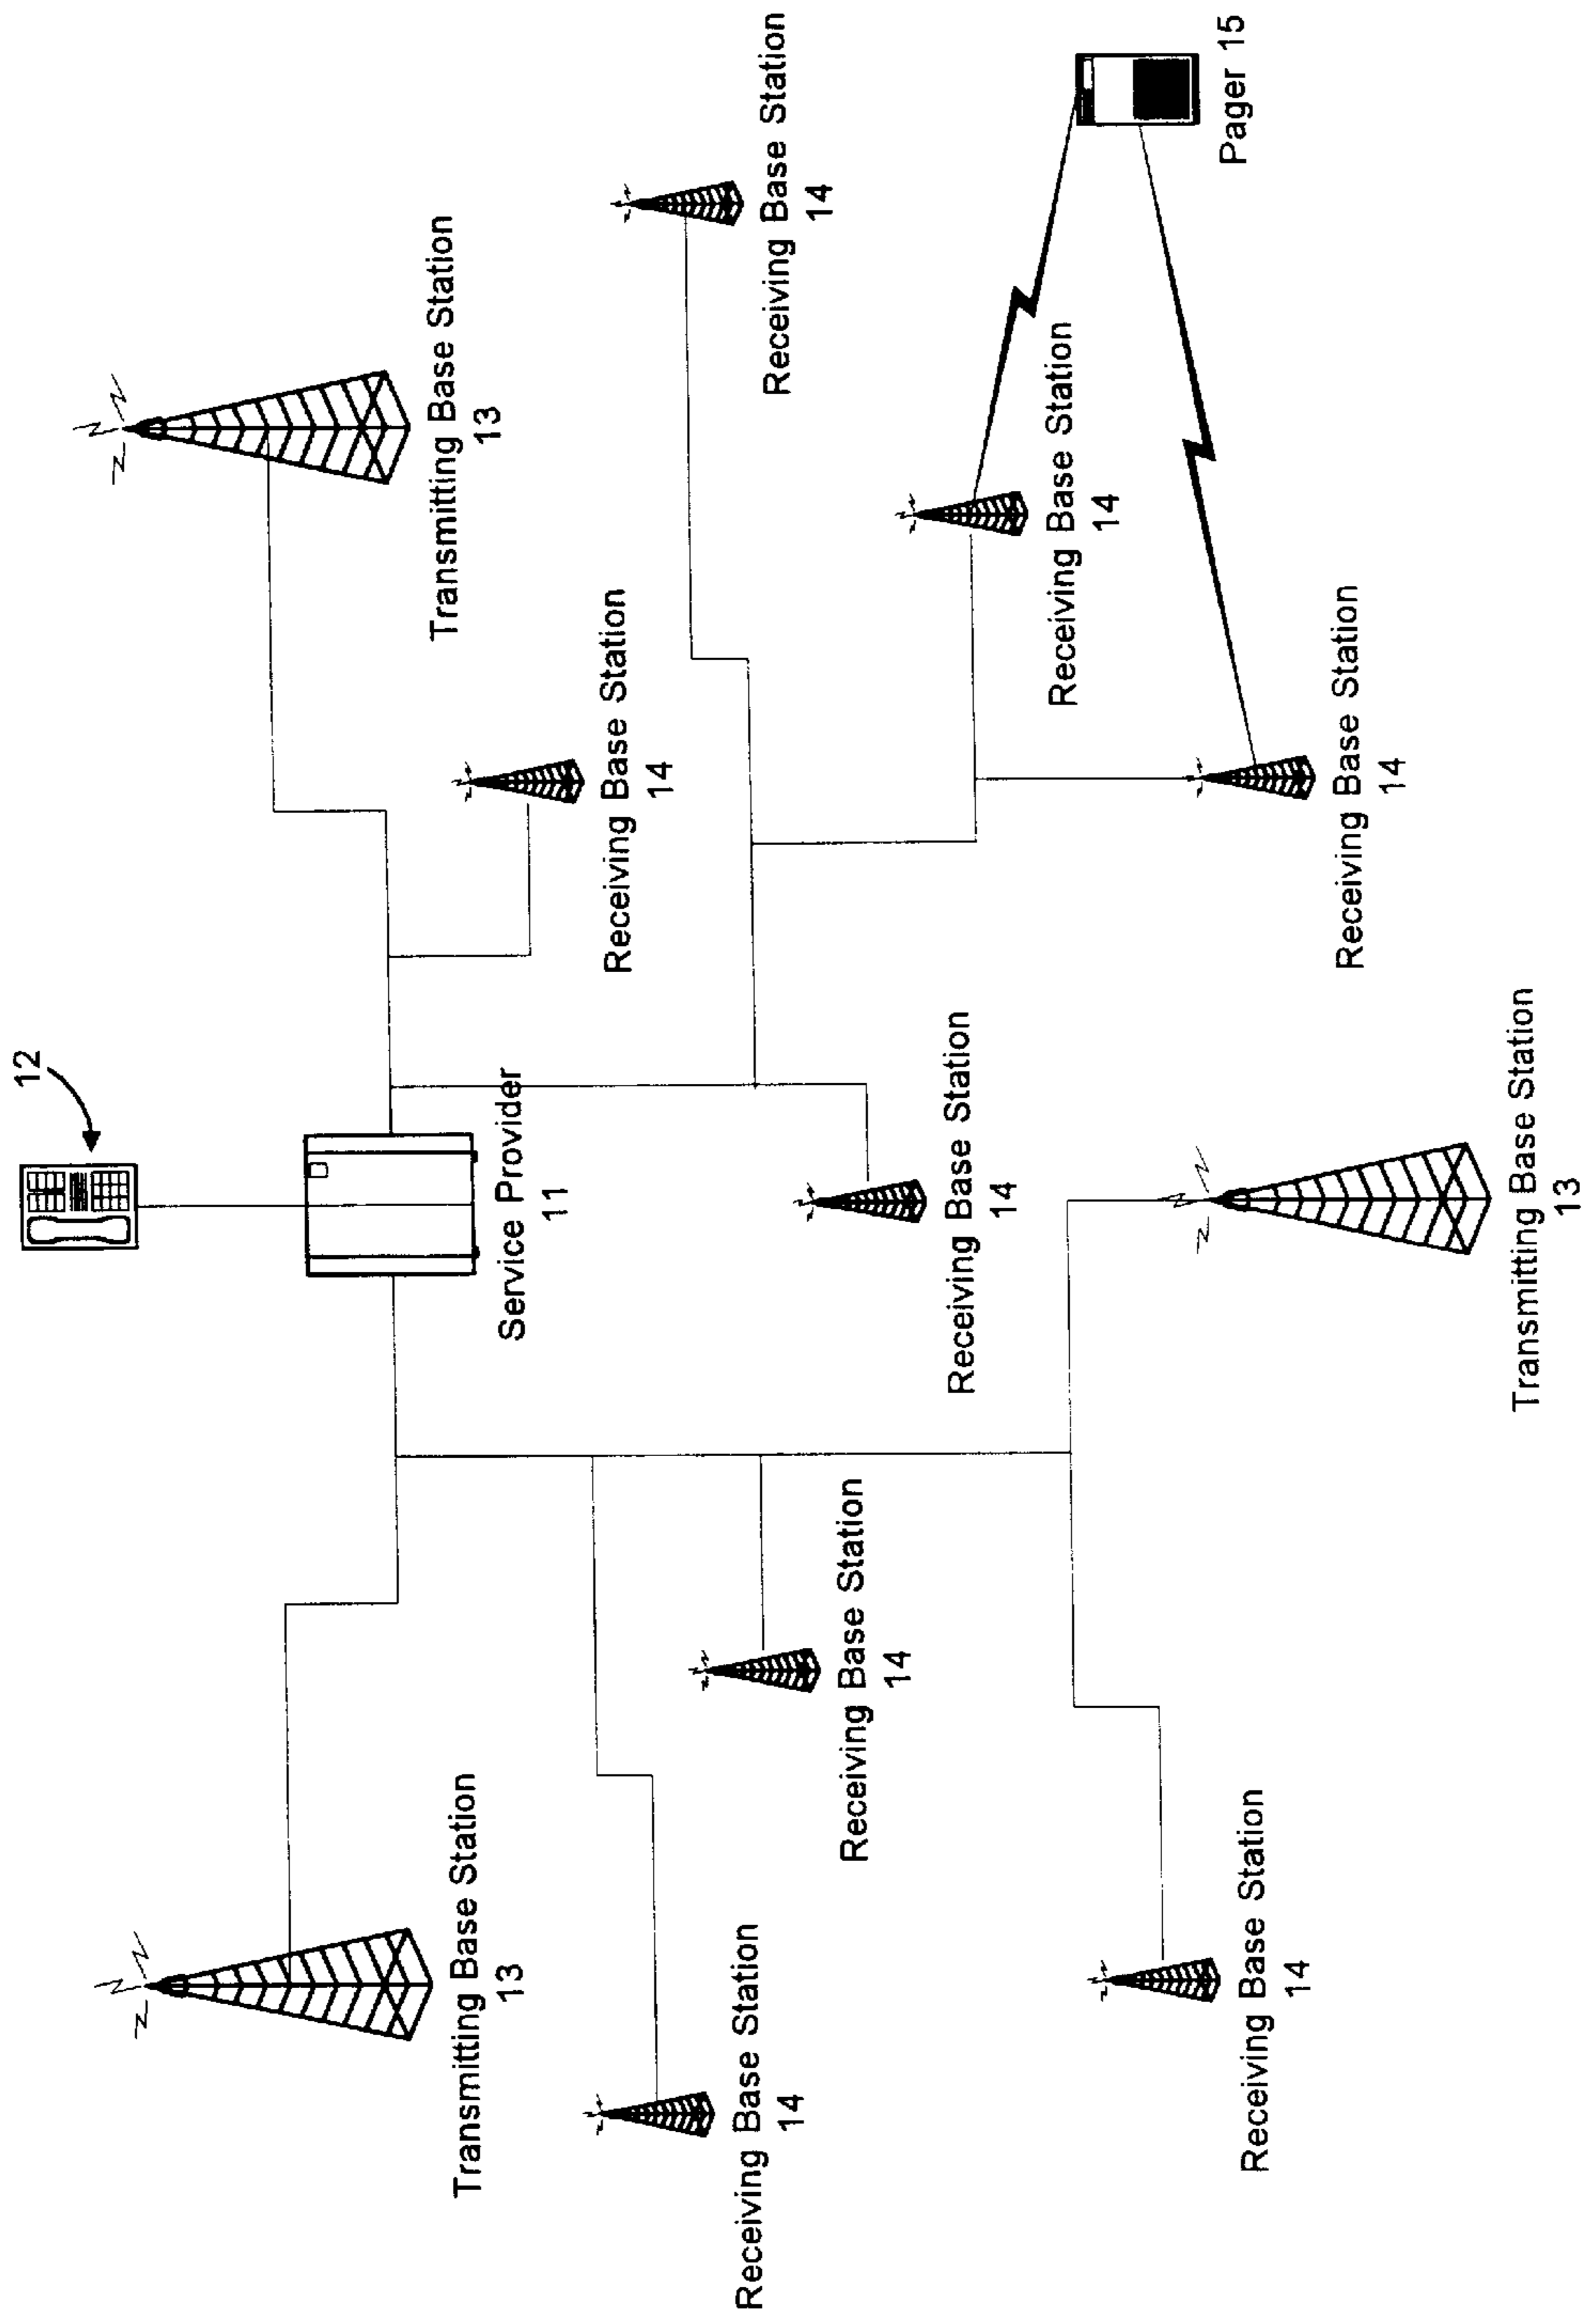 12
Service Provider
11
Transmitting Base Station
13
Transmitting Base Station
13
Receiving Base Station
14
Receiving Base Station
14
Receiving Base Station
14
Receiving Base Station
14
Receiving Base Station
14
Receiving Base Station
14
Pager 15
Receiving Base Station
14
Receiving Base Station
14
Transmitting Base Station
13